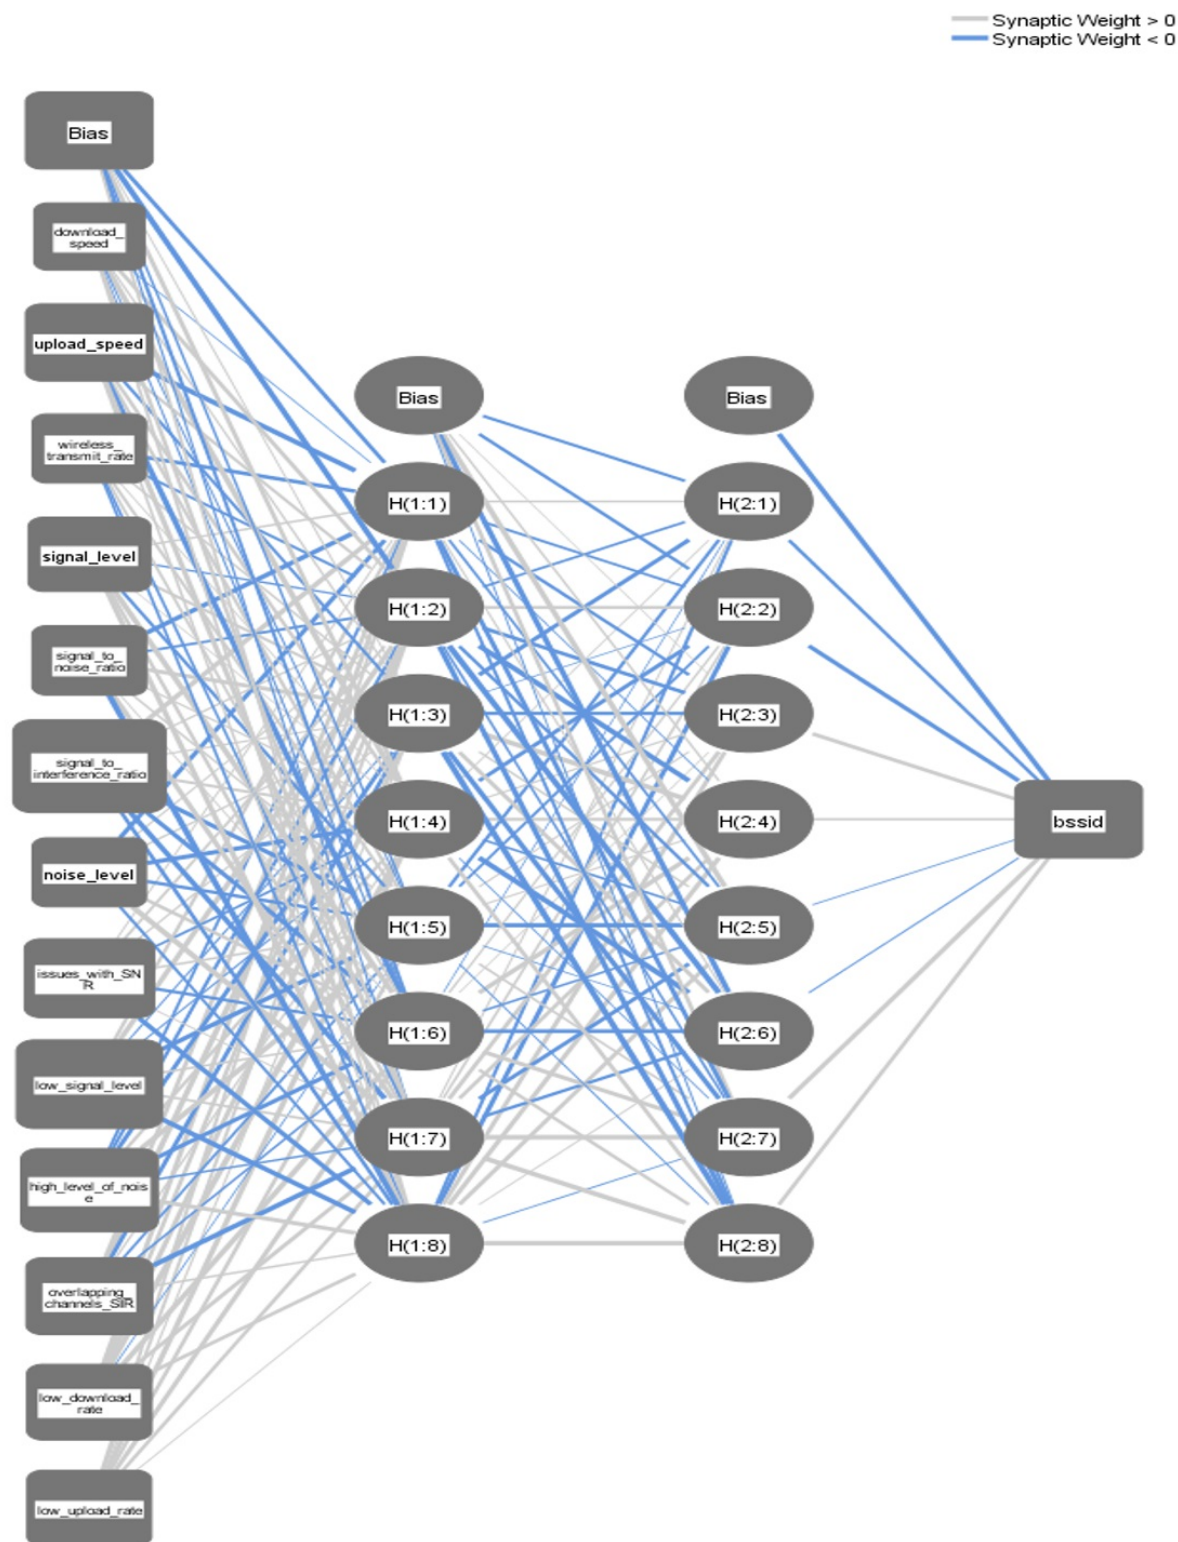 Synaptic Weight > 0
Synaptic Weight < 0
Bias
download_
speed
upload_speed
wireless_
transmit_rate
signal_level
signal_to_
noise_ratio
signal_to_
interference_ratio
noise_level
issues_with_SN
R
low_signal_level
high_level_of_nois
e
overlapping_
channels_SIR
low_download_
rate
low_upload_rate
Bias
H(1:1)
H(1:2)
H(1:3)
H(1:4)
H(1:5)
H(1:6)
H(1:7)
H(1:8)
Bias
H(2:1)
H(2:2)
H(2:3)
H(2:4)
H(2:5)
H(2:6)
H(2:7)
H(2:8)
bssid